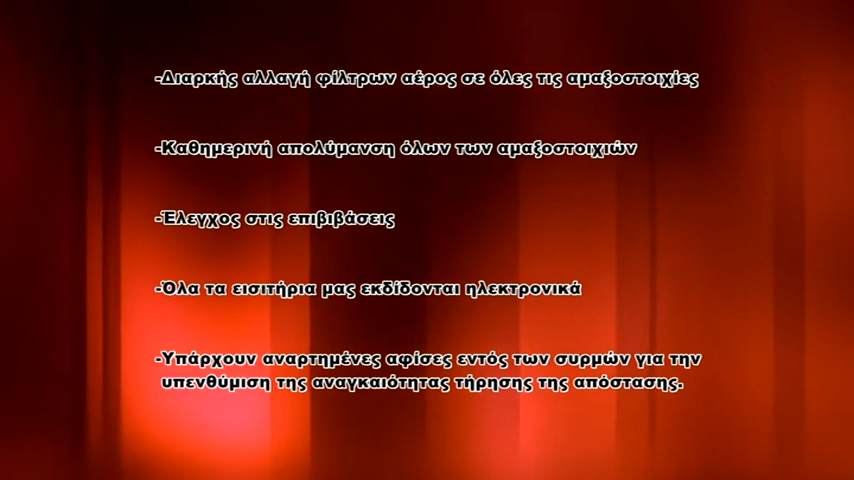 -Διαρκής αλλαγή φίλτρων αέρος σε όλες τις αμαξοστοιχίες
-Καθημερινή απολύμανση όλων των αμαξοστοιχιών
-Έλεγχος στις επιβιβάσεις
-Όλα τα εισιτήρια μας εκδίδονται ηλεκτρονικά
-Υπάρχουν αναρτημένες αφίσες εντός των συρμών για την
υπενθύμιση της αναγκαιότητας τήρησης της απόστασης.